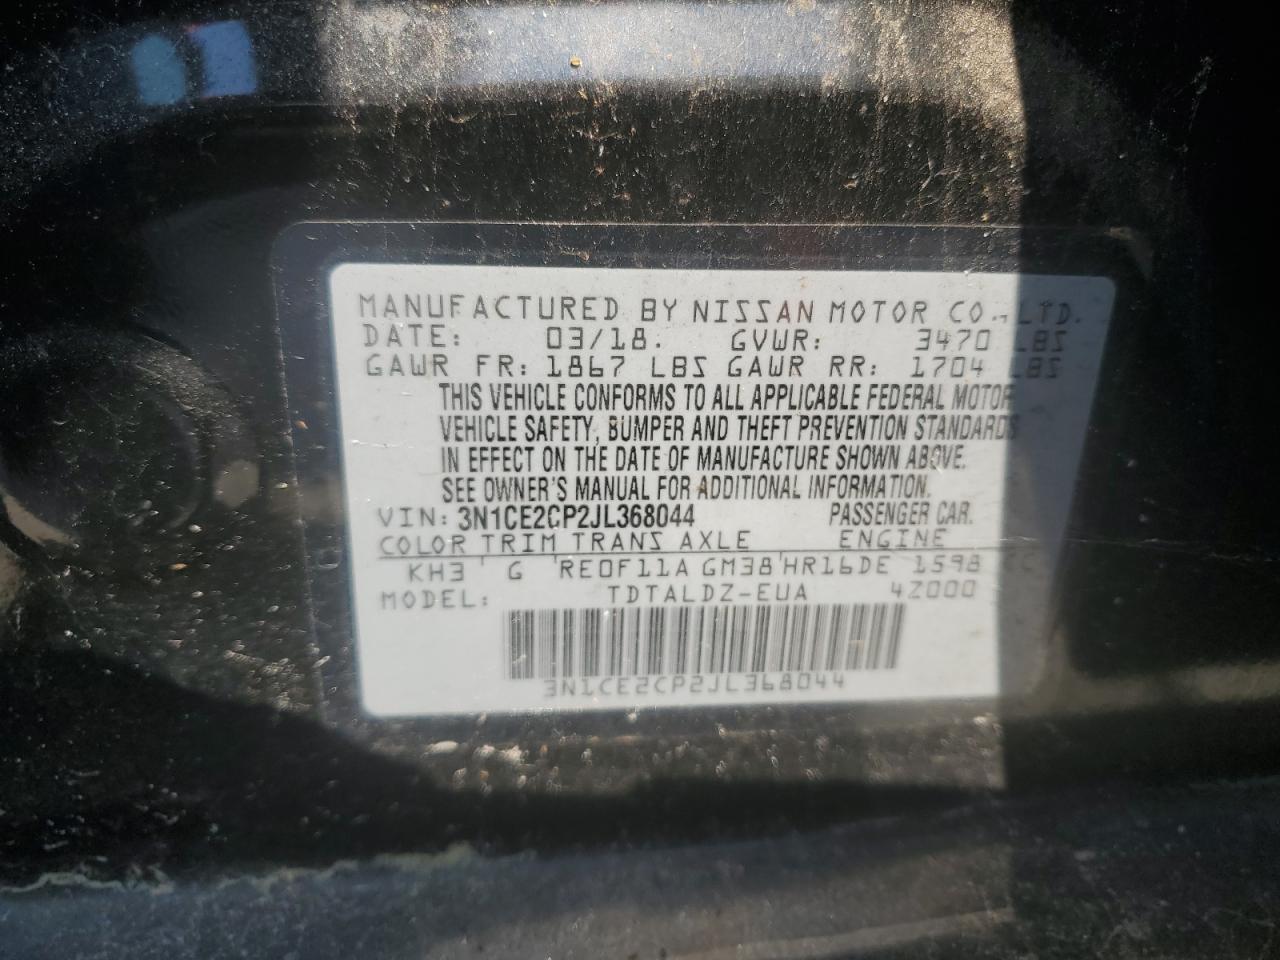 MANUFACTURED BY NISSAN MOTOR CO., LTD.
DATE: 03/18. GVWR: 3470 LBS
GAWR FR: 1867 LBS GAWR RR: 1704 LBS
THIS VEHICLE CONFORMS TO ALL APPLICABLE FEDERAL MOTOR
VEHICLE SAFETY, BUMPER AND THEFT PREVENTION STANDARDS
IN EFFECT ON THE DATE OF MANUFACTURE SHOWN ABOVE.
SEE OWNER'S MANUAL FOR ADDITIONAL INFORMATION.
VIN: 3N1CE2CP2JL368044 PASSENGER CAR.
COLOR TRIM TRANS AXLE ENGINE
KH3 G RE0F11A GM38 HR16DE 1598 CC
MODEL: TDTALDZ-EUA 4Z000
3N1CE2CP2JL368044